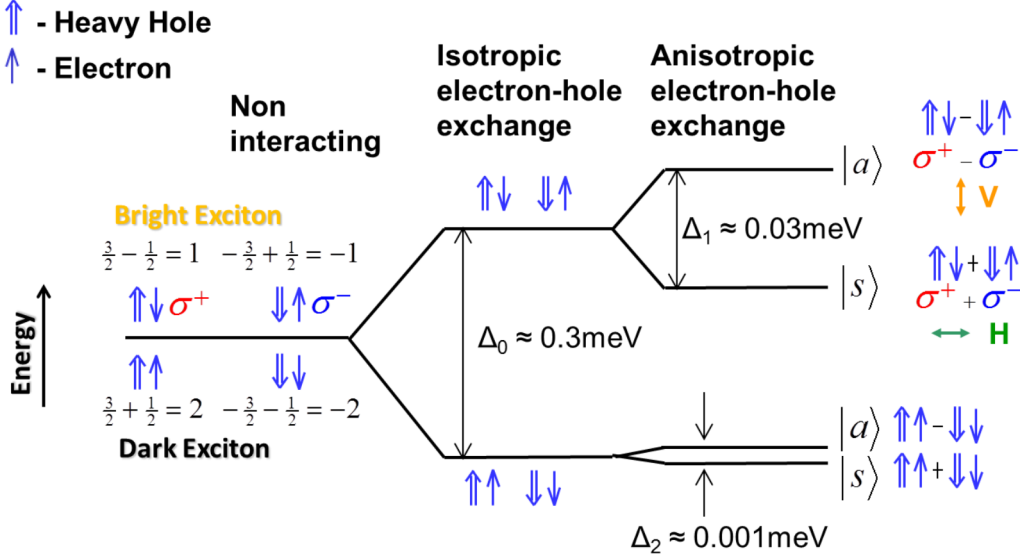 ⇑ - Heavy Hole
↑ - Electron
Non
interacting
Isotropic
electron-hole
exchange
Anisotropic
electron-hole
exchange
Energy
Bright Exciton
3/2 − 1/2 = 1   −3/2 + 1/2 = −1
⇑↓ σ⁺   ⇓↑ σ⁻
⇑↑   ⇓↓
3/2 + 1/2 = 2   −3/2 − 1/2 = −2
Dark Exciton
⇑↓   ⇓↑
Δ₀ ≈ 0.3meV
⇑↑   ⇓↓
Δ₁ ≈ 0.03meV
|a⟩ ⇑↓ - ⇓↑
σ⁺ − σ⁻
↕ V
|s⟩ ⇑↓ + ⇓↑
σ⁺ + σ⁻
↔ H
|a⟩ ⇑↑ - ⇓↓
|s⟩ ⇑↑ + ⇓↓
Δ₂ ≈ 0.001meV